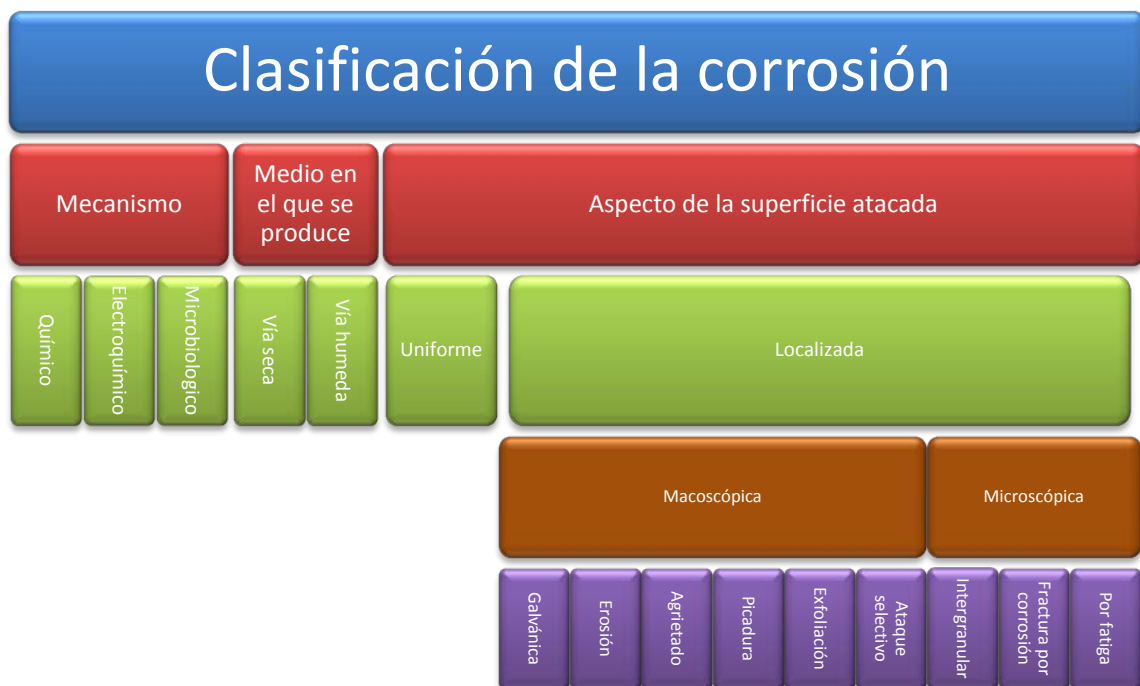 Clasificación de la corrosión
Mecanismo
Medio en
el que se
produce
Aspecto de la superficie atacada
Químico
Electroquímico
Microbiologico
Vía seca
Vía humeda
Uniforme
Localizada
Macoscópica
Microscópica
Galvánica
Erosión
Agrietado
Picadura
Exfoliación
Ataque
selectivo
Intergranular
Fractura por
corrosión
Por fatiga